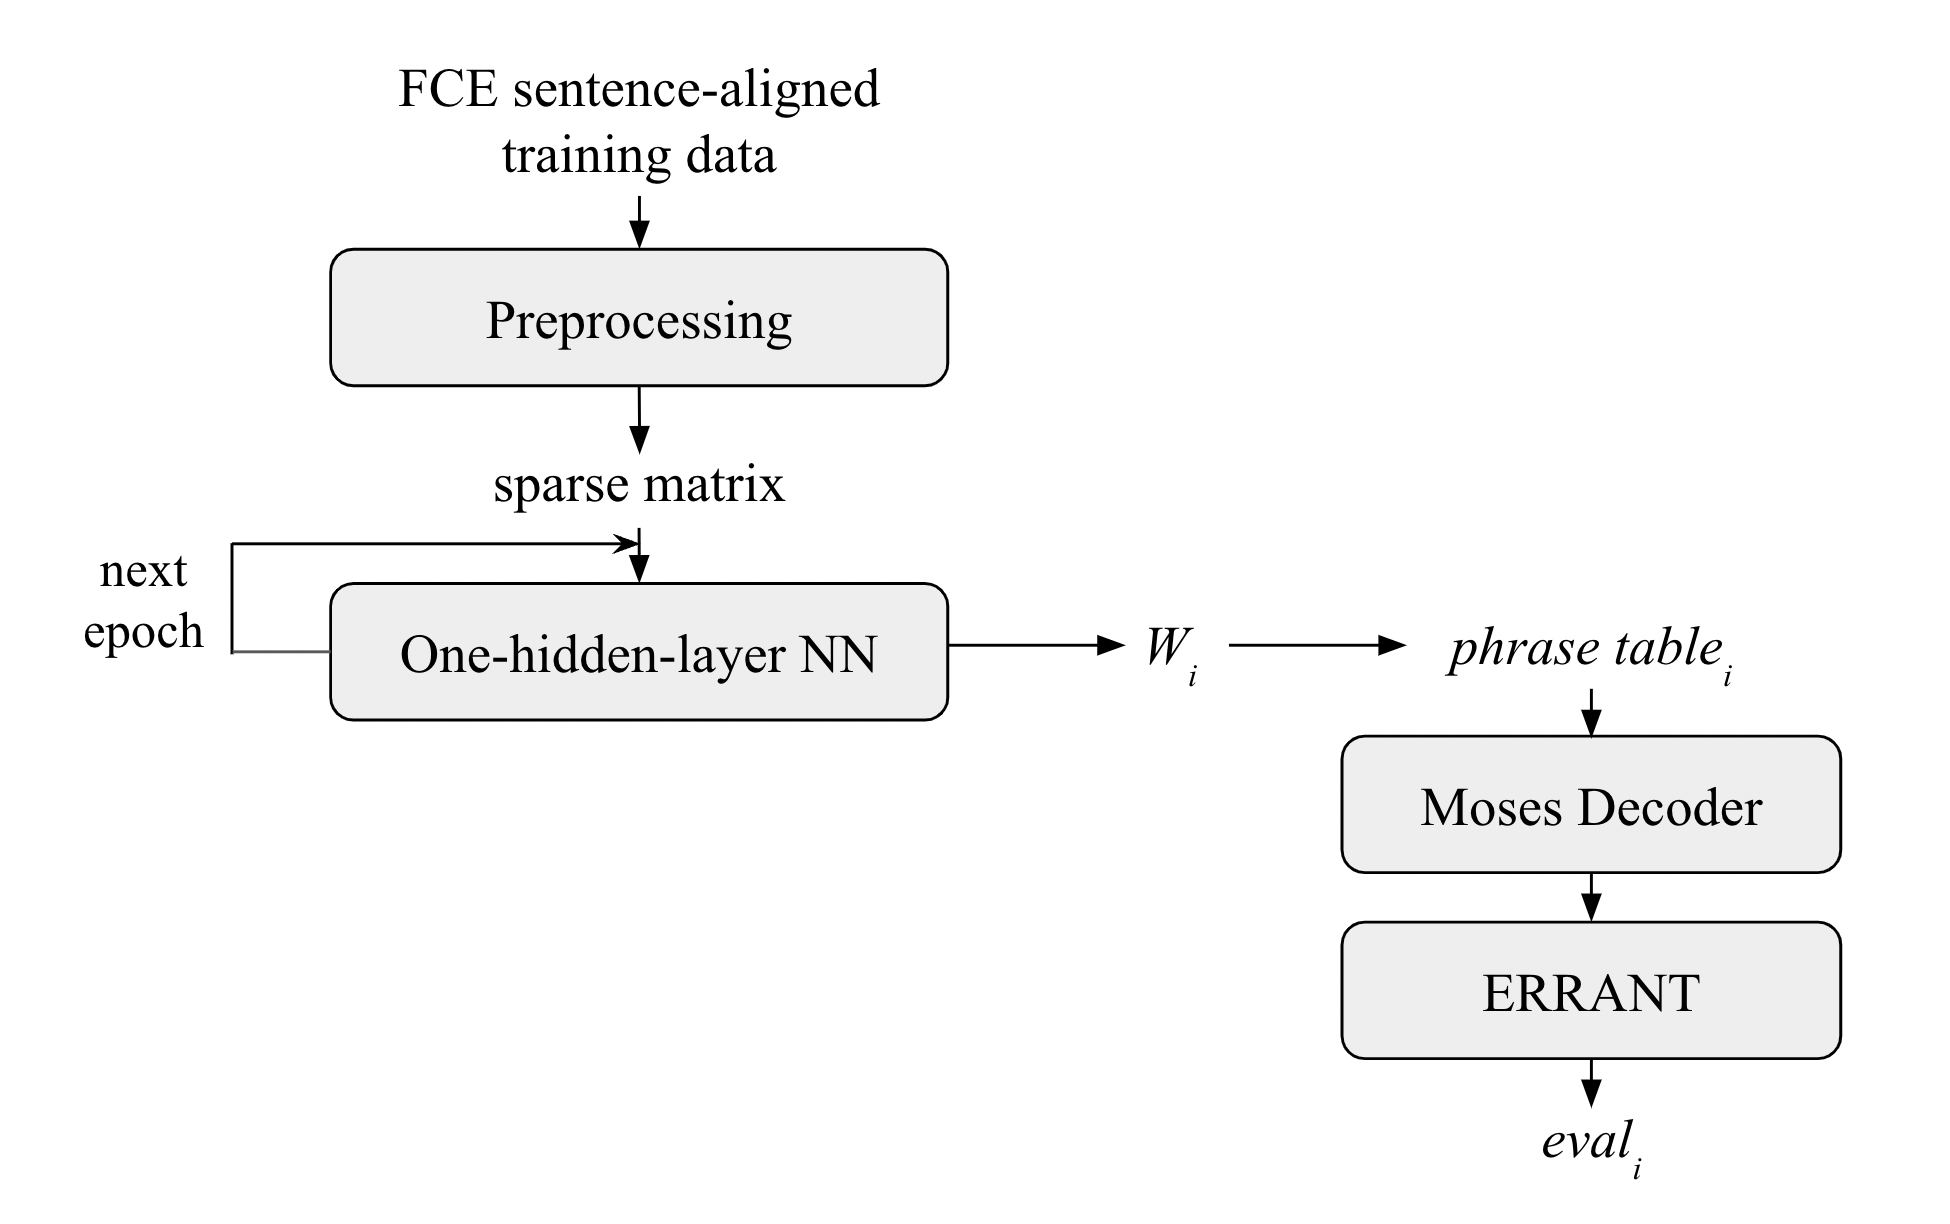 FCE sentence-aligned
training data
Preprocessing
sparse matrix
next
epoch
One-hidden-layer NN
W_i
phrase table_i
Moses Decoder
ERRANT
eval_i